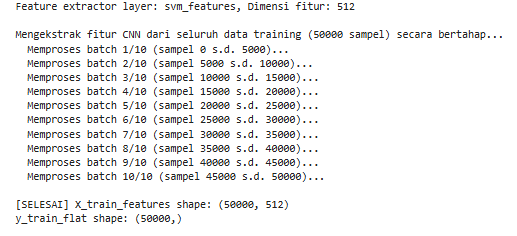 Feature extractor layer: svm_features, Dimensi fitur: 512
Mengekstrak fitur CNN dari seluruh data training (50000 sampel) secara bertahap...
Memproses batch 1/10 (sampel 0 s.d. 5000)...
Memproses batch 2/10 (sampel 5000 s.d. 10000)...
Memproses batch 3/10 (sampel 10000 s.d. 15000)...
Memproses batch 4/10 (sampel 15000 s.d. 20000)...
Memproses batch 5/10 (sampel 20000 s.d. 25000)...
Memproses batch 6/10 (sampel 25000 s.d. 30000)...
Memproses batch 7/10 (sampel 30000 s.d. 35000)...
Memproses batch 8/10 (sampel 35000 s.d. 40000)...
Memproses batch 9/10 (sampel 40000 s.d. 45000)...
Memproses batch 10/10 (sampel 45000 s.d. 50000)...
[SELESAI] X_train_features shape: (50000, 512)
y_train_flat shape: (50000,)